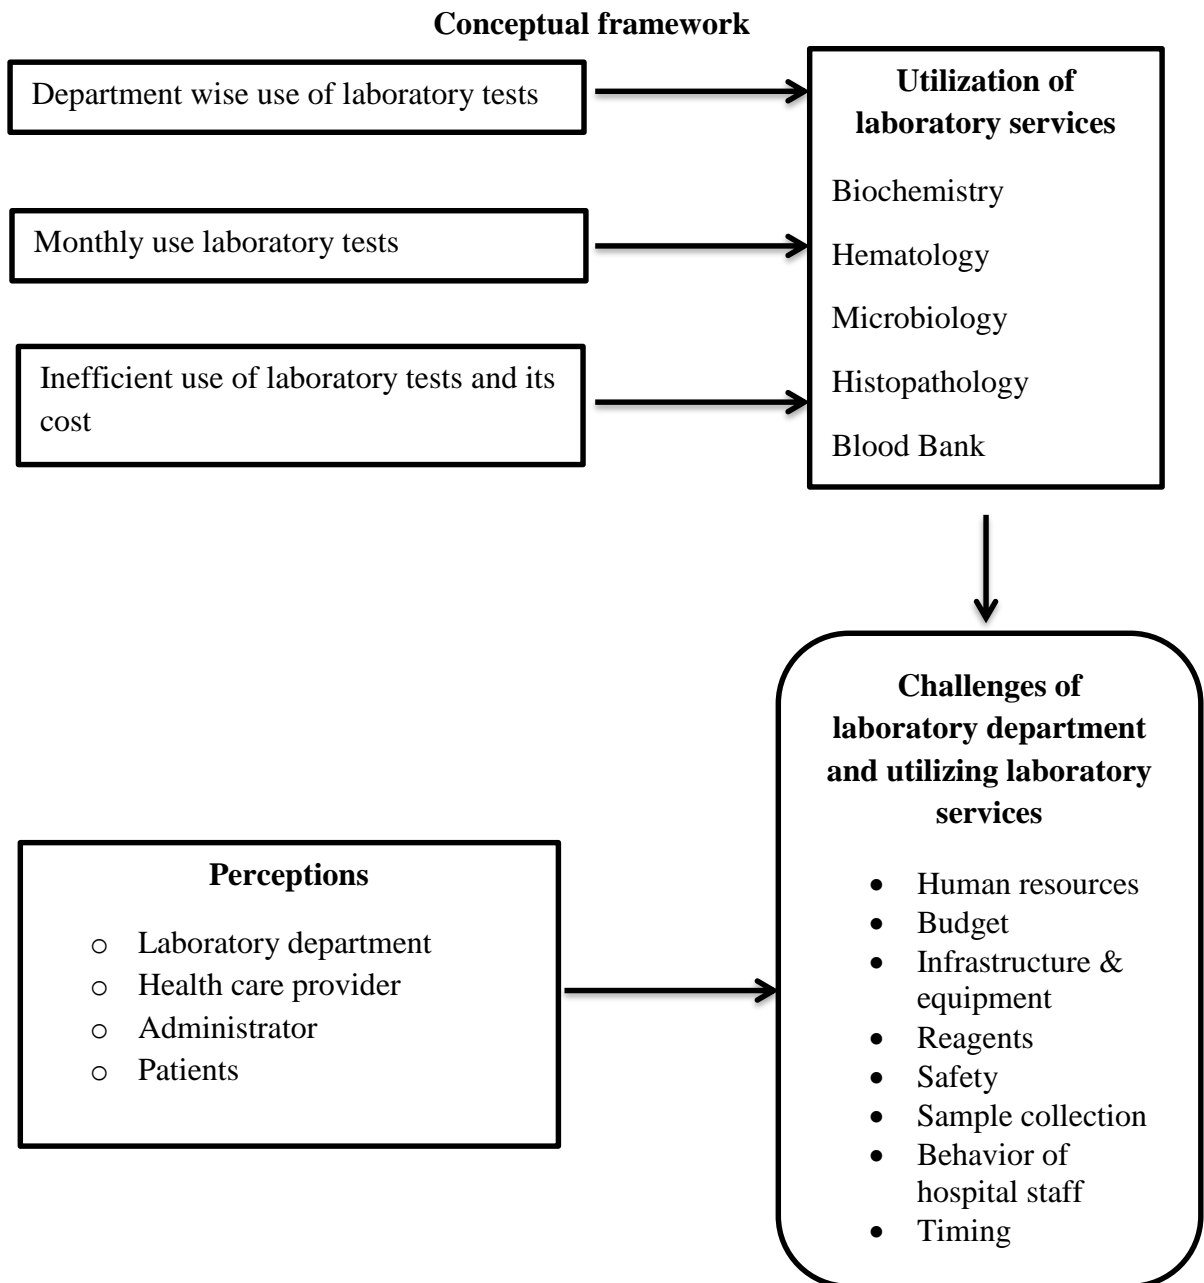 Conceptual framework
Department wise use of laboratory tests
Monthly use laboratory tests
Inefficient use of laboratory tests and its
cost
Utilization of
laboratory services
Biochemistry
Hematology
Microbiology
Histopathology
Blood Bank
Perceptions
o Laboratory department
o Health care provider
o Administrator
o Patients
Challenges of
laboratory department
and utilizing laboratory
services
• Human resources
• Budget
• Infrastructure &
equipment
• Reagents
• Safety
• Sample collection
• Behavior of
hospital staff
• Timing